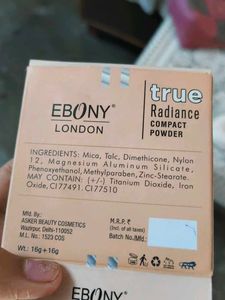 EBONY®
LONDON
true
Radiance
COMPACT
POWDER
INGREDIENTS: Mica, Talc, Dimethicone, Nylon
12, Magnesium Aluminum Silicate,
Phenoxyethanol, Methylparaben, Zinc-Stearate.
MAY CONTAIN: (+/-) Titanium Dioxide, Iron
Oxide, CI77491. CI77510
Mfd. By:
ASKER BEAUTY COSMETICS
Wazirpur, Delhi-110052
M.L. No. 1523 COS
Wt.: 16g+16g
M.R.P. ₹
(Incl. of all taxes)
Batch No./Mfd.:
EBONY®